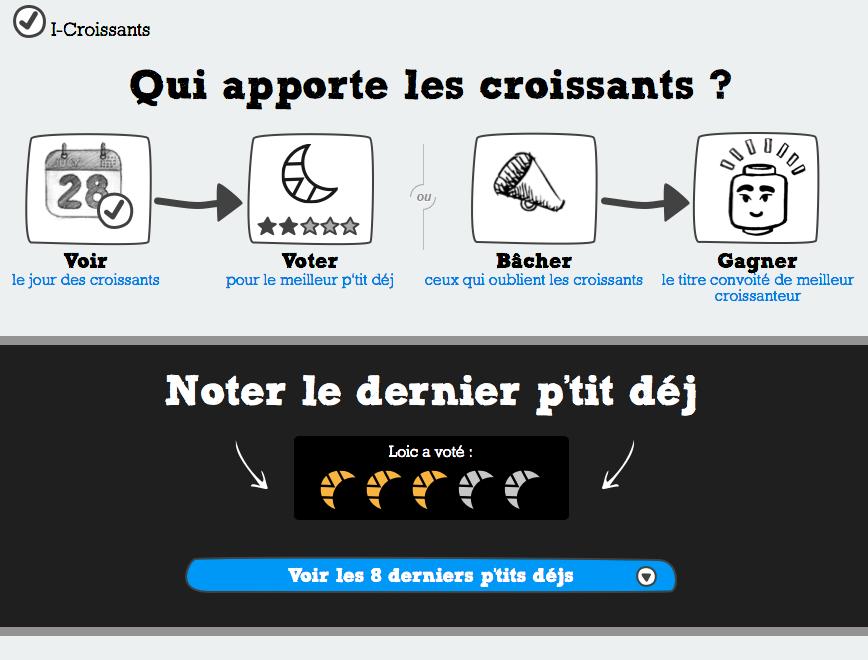 I-Croissants
Qui apporte les croissants ?
28
ou
Voir
le jour des croissants
Voter
pour le meilleur p'tit déj
Bâcher
ceux qui oublient les croissants
Gagner
le titre convoité de meilleur
croissanteur
Noter le dernier p'tit déj
Loic a voté :
Voir les 8 derniers p'tits déjs